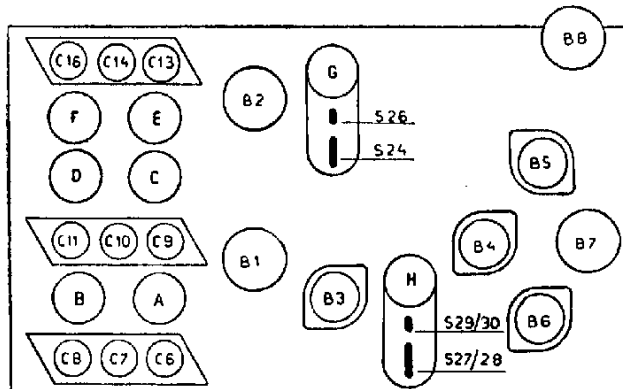 B8
C16 C14 C13
G
B2
F E
S26
S24
B5
D C
C11 C10 C9
B4
B7
B1
H
B A
B3
B6
S29/30
C8 C7 C6
S27/28